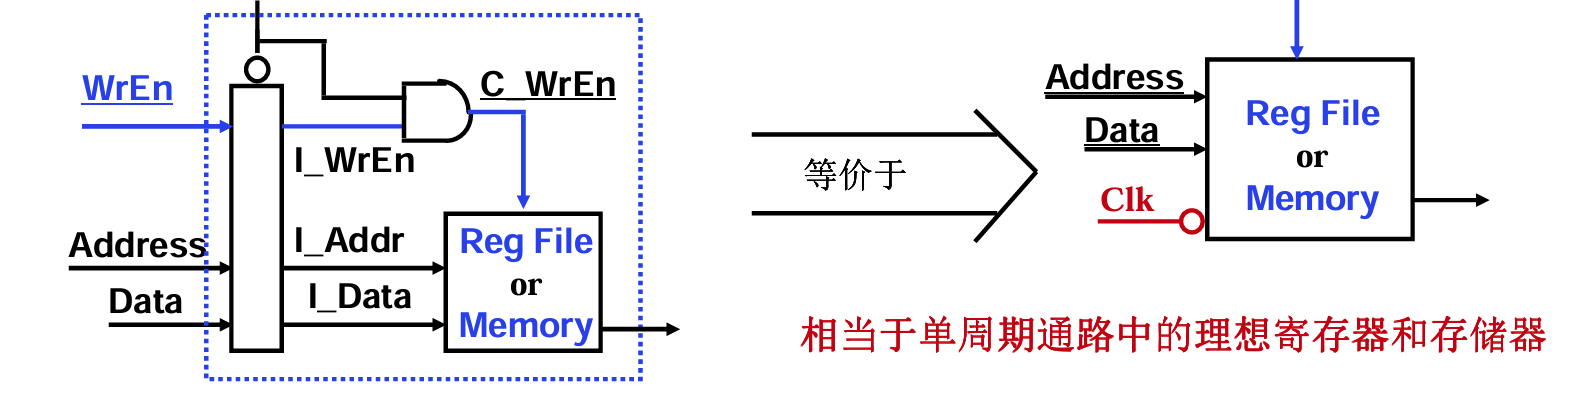 WrEn
C_WrEn
I_WrEn
Address
I_Addr
Data
I_Data
Reg File
or
Memory
等价于
Address
Data
Clk
Reg File
or
Memory
相当于单周期通路中的理想寄存器和存储器